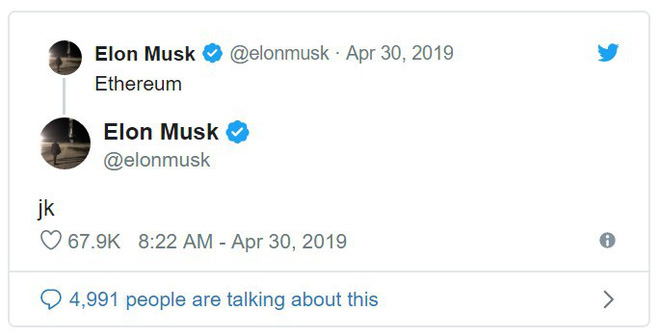 Elon Musk @elonmusk · Apr 30, 2019
Ethereum
Elon Musk
@elonmusk
jk
67.9K 8:22 AM - Apr 30, 2019
4,991 people are talking about this